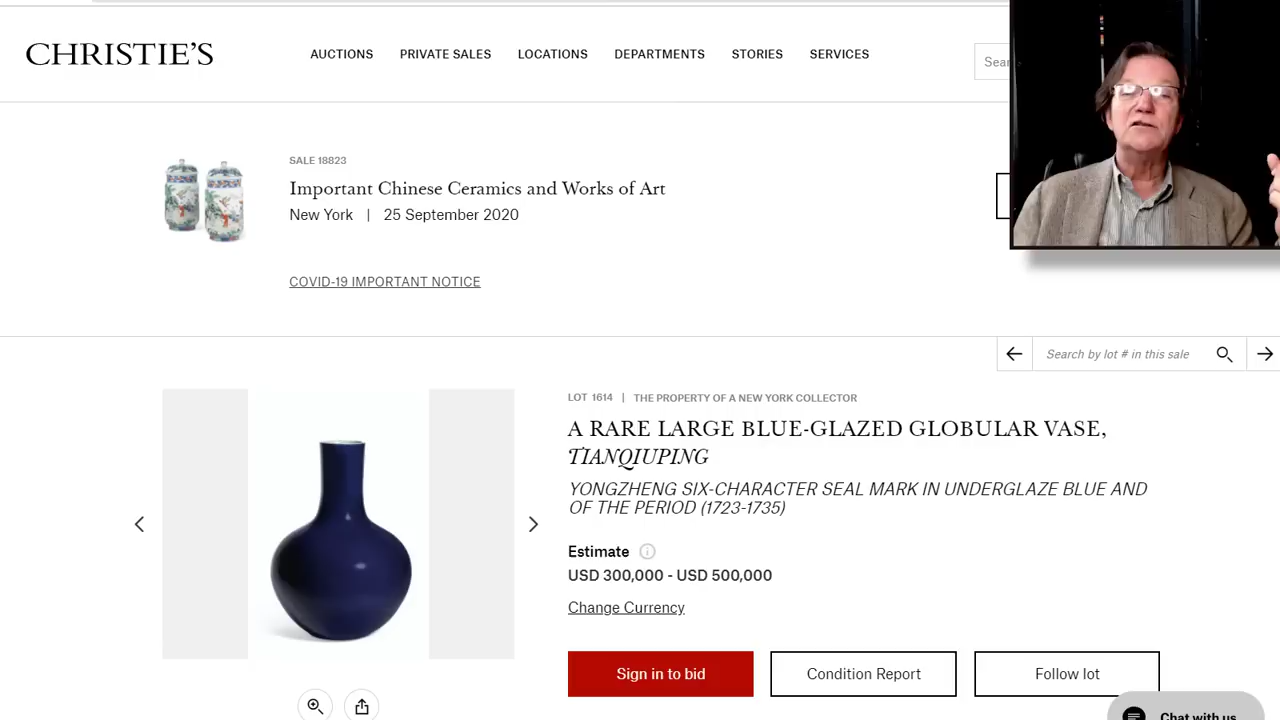 CHRISTIE'S
AUCTIONS PRIVATE SALES LOCATIONS DEPARTMENTS STORIES SERVICES
Sear
SALE 18823
Important Chinese Ceramics and Works of Art
New York | 25 September 2020
COVID-19 IMPORTANT NOTICE
Search by lot # in this sale
LOT 1614 | THE PROPERTY OF A NEW YORK COLLECTOR
A RARE LARGE BLUE-GLAZED GLOBULAR VASE,
TIANQIUPING
YONGZHENG SIX-CHARACTER SEAL MARK IN UNDERGLAZE BLUE AND
OF THE PERIOD (1723-1735)
Estimate
USD 300,000 - USD 500,000
Change Currency
Sign in to bid Condition Report Follow lot
Chat with us